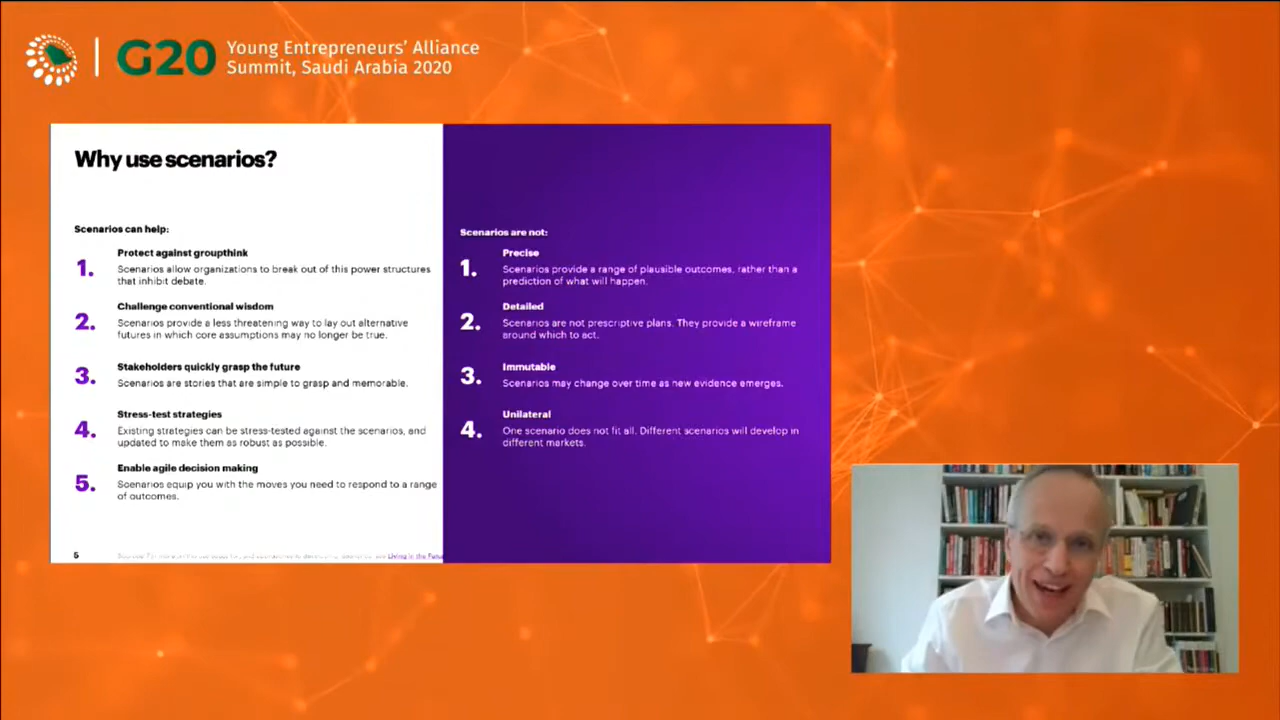 G20
Young Entrepreneurs' Alliance
Summit, Saudi Arabia 2020
Why use scenarios?
Scenarios can help:
1.
Protect against groupthink
Scenarios allow organizations to break out of this power structures
that inhibit debate.
2.
Challenge conventional wisdom
Scenarios provide a less threatening way to lay out alternative
futures in which core assumptions may no longer be true.
3.
Stakeholders quickly grasp the future
Scenarios are stories that are simple to grasp and memorable.
4.
Stress-test strategies
Existing strategies can be stress-tested against the scenarios, and
updated to make them as robust as possible.
5.
Enable agile decision making
Scenarios equip you with the moves you need to respond to a range
of outcomes.
5
Living in the
Scenarios are not:
1.
Precise
Scenarios provide a range of plausible outcomes, rather than a
prediction of what will happen.
2.
Detailed
Scenarios are not prescriptive plans. They provide a wireframe
around which to act.
3.
Immutable
Scenarios may change over time as new evidence emerges.
4.
Unilateral
One scenario does not fit all. Different scenarios will develop in
different markets.